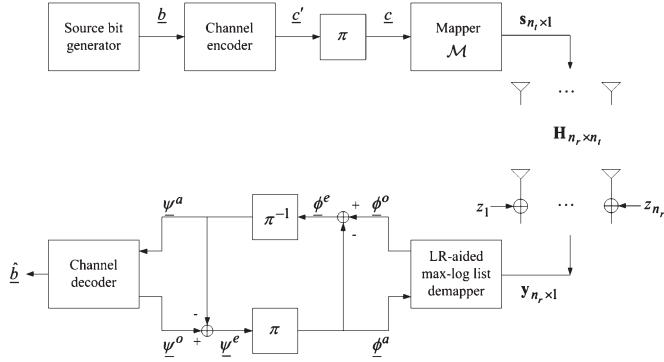 Source bit
generator
b
Channel
encoder
c′
π
c
Mapper
ℳ
s_{n_t×1}
...
H_{n_r×n_t}
z_1
...
z_{n_r}
y_{n_r×1}
LR-aided
max-log list
demapper
φ^o
+
-
φ^e
π^{-1}
ψ^a
Channel
decoder
b̂
ψ^o
-
+
ψ^e
π
φ^a